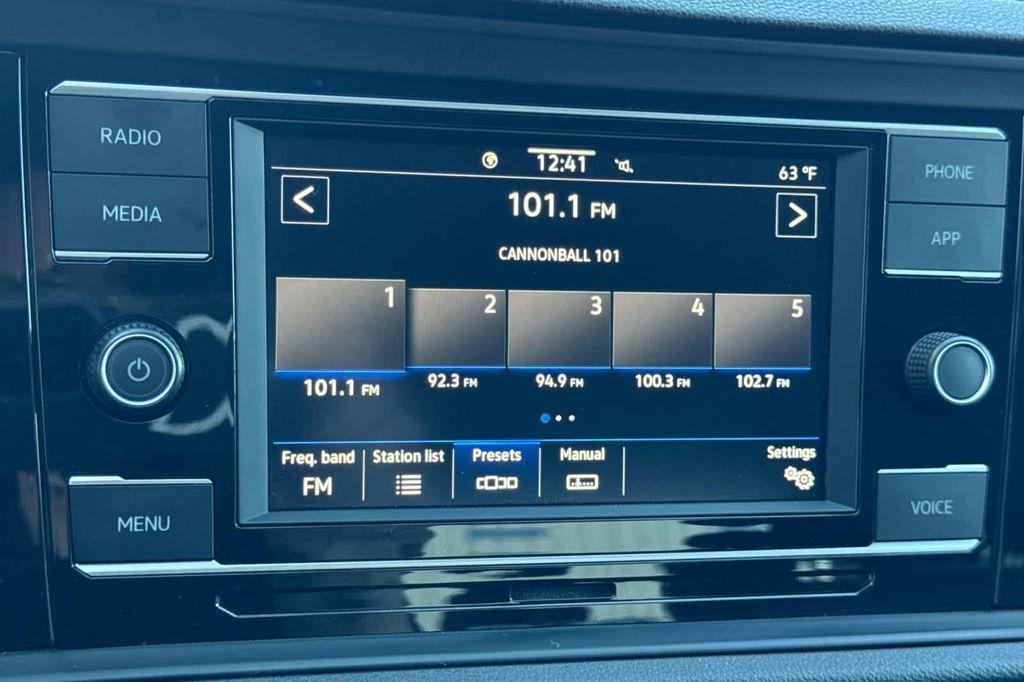 RADIO
MEDIA
MENU
12:41
63 °F
<
101.1 FM
>
CANNONBALL 101
1
2
3
4
5
101.1 FM
92.3 FM
94.9 FM
100.3 FM
102.7 FM
Freq. band
Station list
Presets
Manual
Settings
FM
PHONE
APP
VOICE